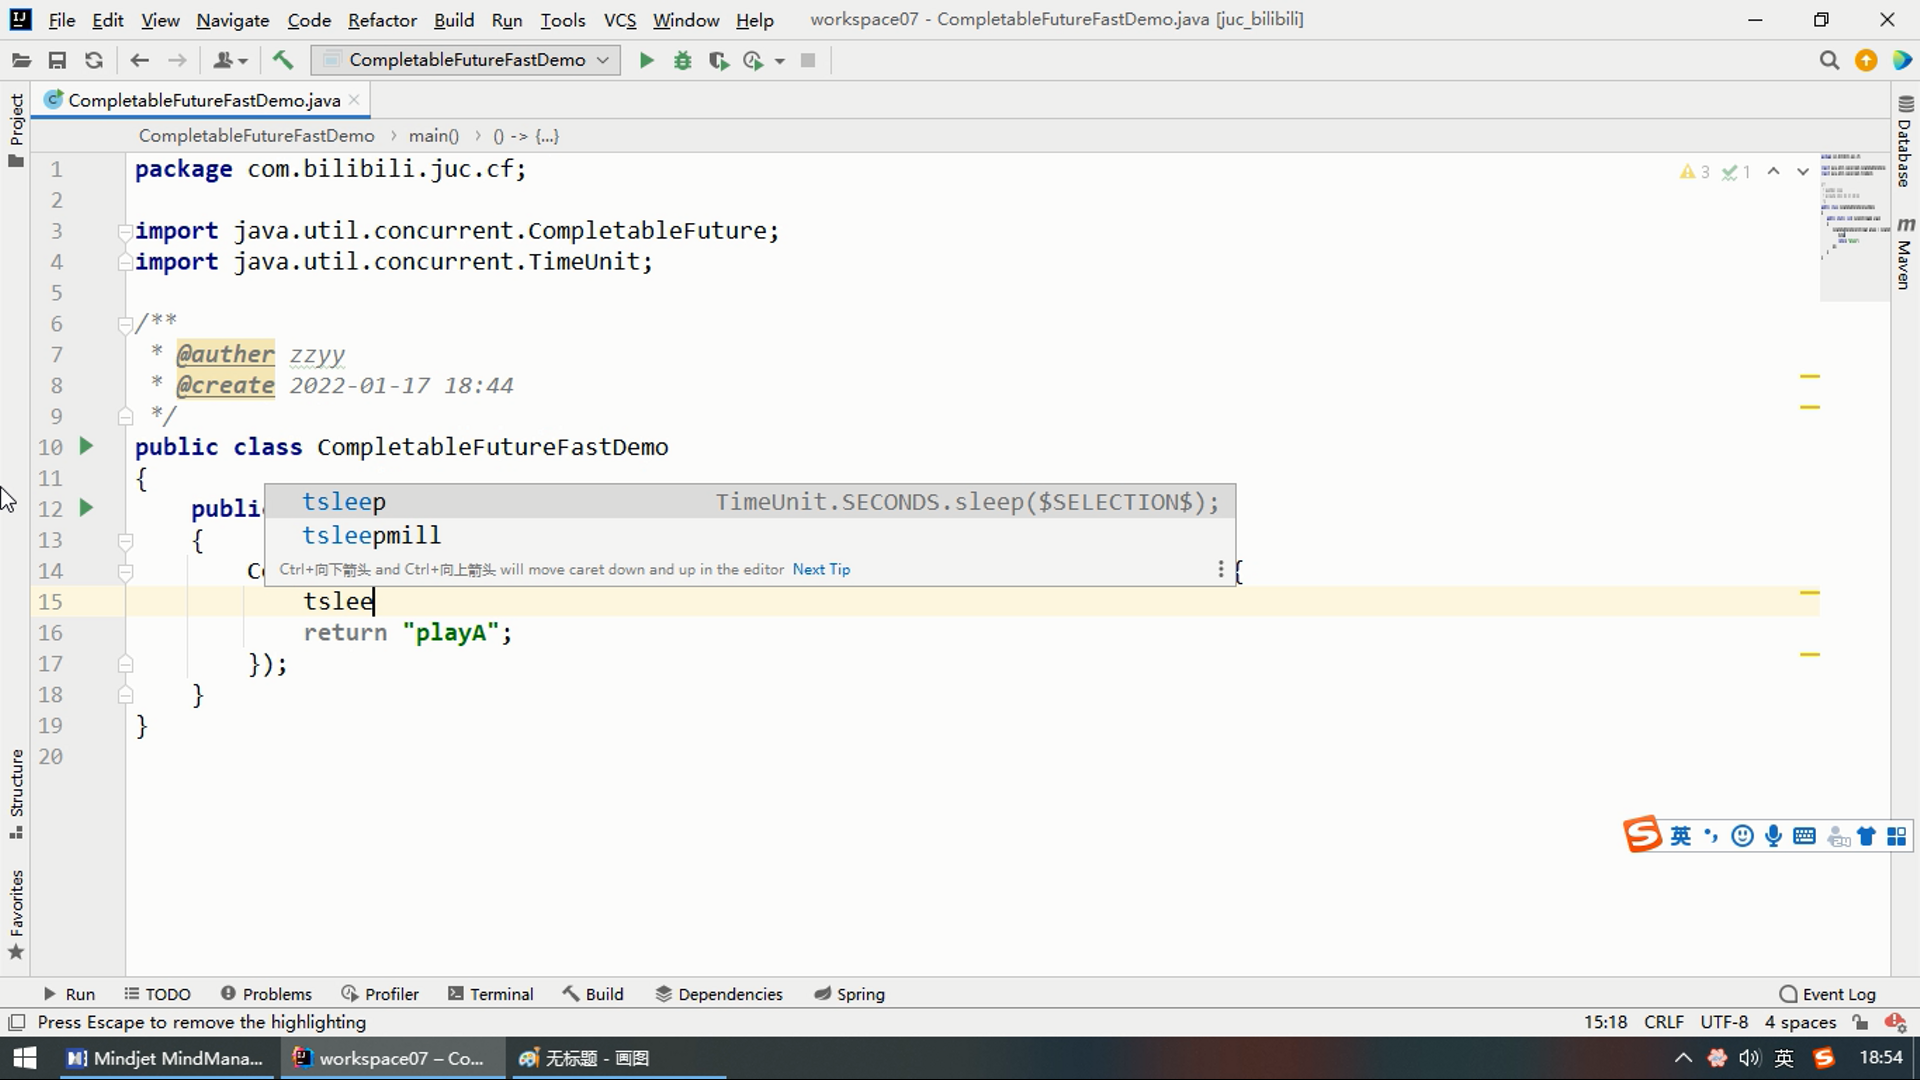 File Edit View Navigate Code Refactor Build Run Tools VCS Window Help workspace07 - CompletableFutureFastDemo.java [juc_bilibili]
CompletableFutureFastDemo
CompletableFutureFastDemo.java
CompletableFutureFastDemo > main() > () -> {...}
Project
Structure
Favorites
Database
Maven
3 1
1 package com.bilibili.juc.cf;
2
3 import java.util.concurrent.CompletableFuture;
4 import java.util.concurrent.TimeUnit;
5
6 /**
7 * @auther zzyy
8 * @create 2022-01-17 18:44
9 */
10 public class CompletableFutureFastDemo
11 {
12 publi
tsleep TimeUnit.SECONDS.sleep($SELECTION$);
tsleepmill
Ctrl+向下箭头 and Ctrl+向上箭头 will move caret down and up in the editor Next Tip
13 {
14 C {
15 tslee
16 return "playA";
17 });
18 }
19 }
20
英
Run TODO Problems Profiler Terminal Build Dependencies Spring Event Log
Press Escape to remove the highlighting 15:18 CRLF UTF-8 4 spaces
Mindjet MindMana... workspace07 – Co... 无标题 - 画图 英 18:54